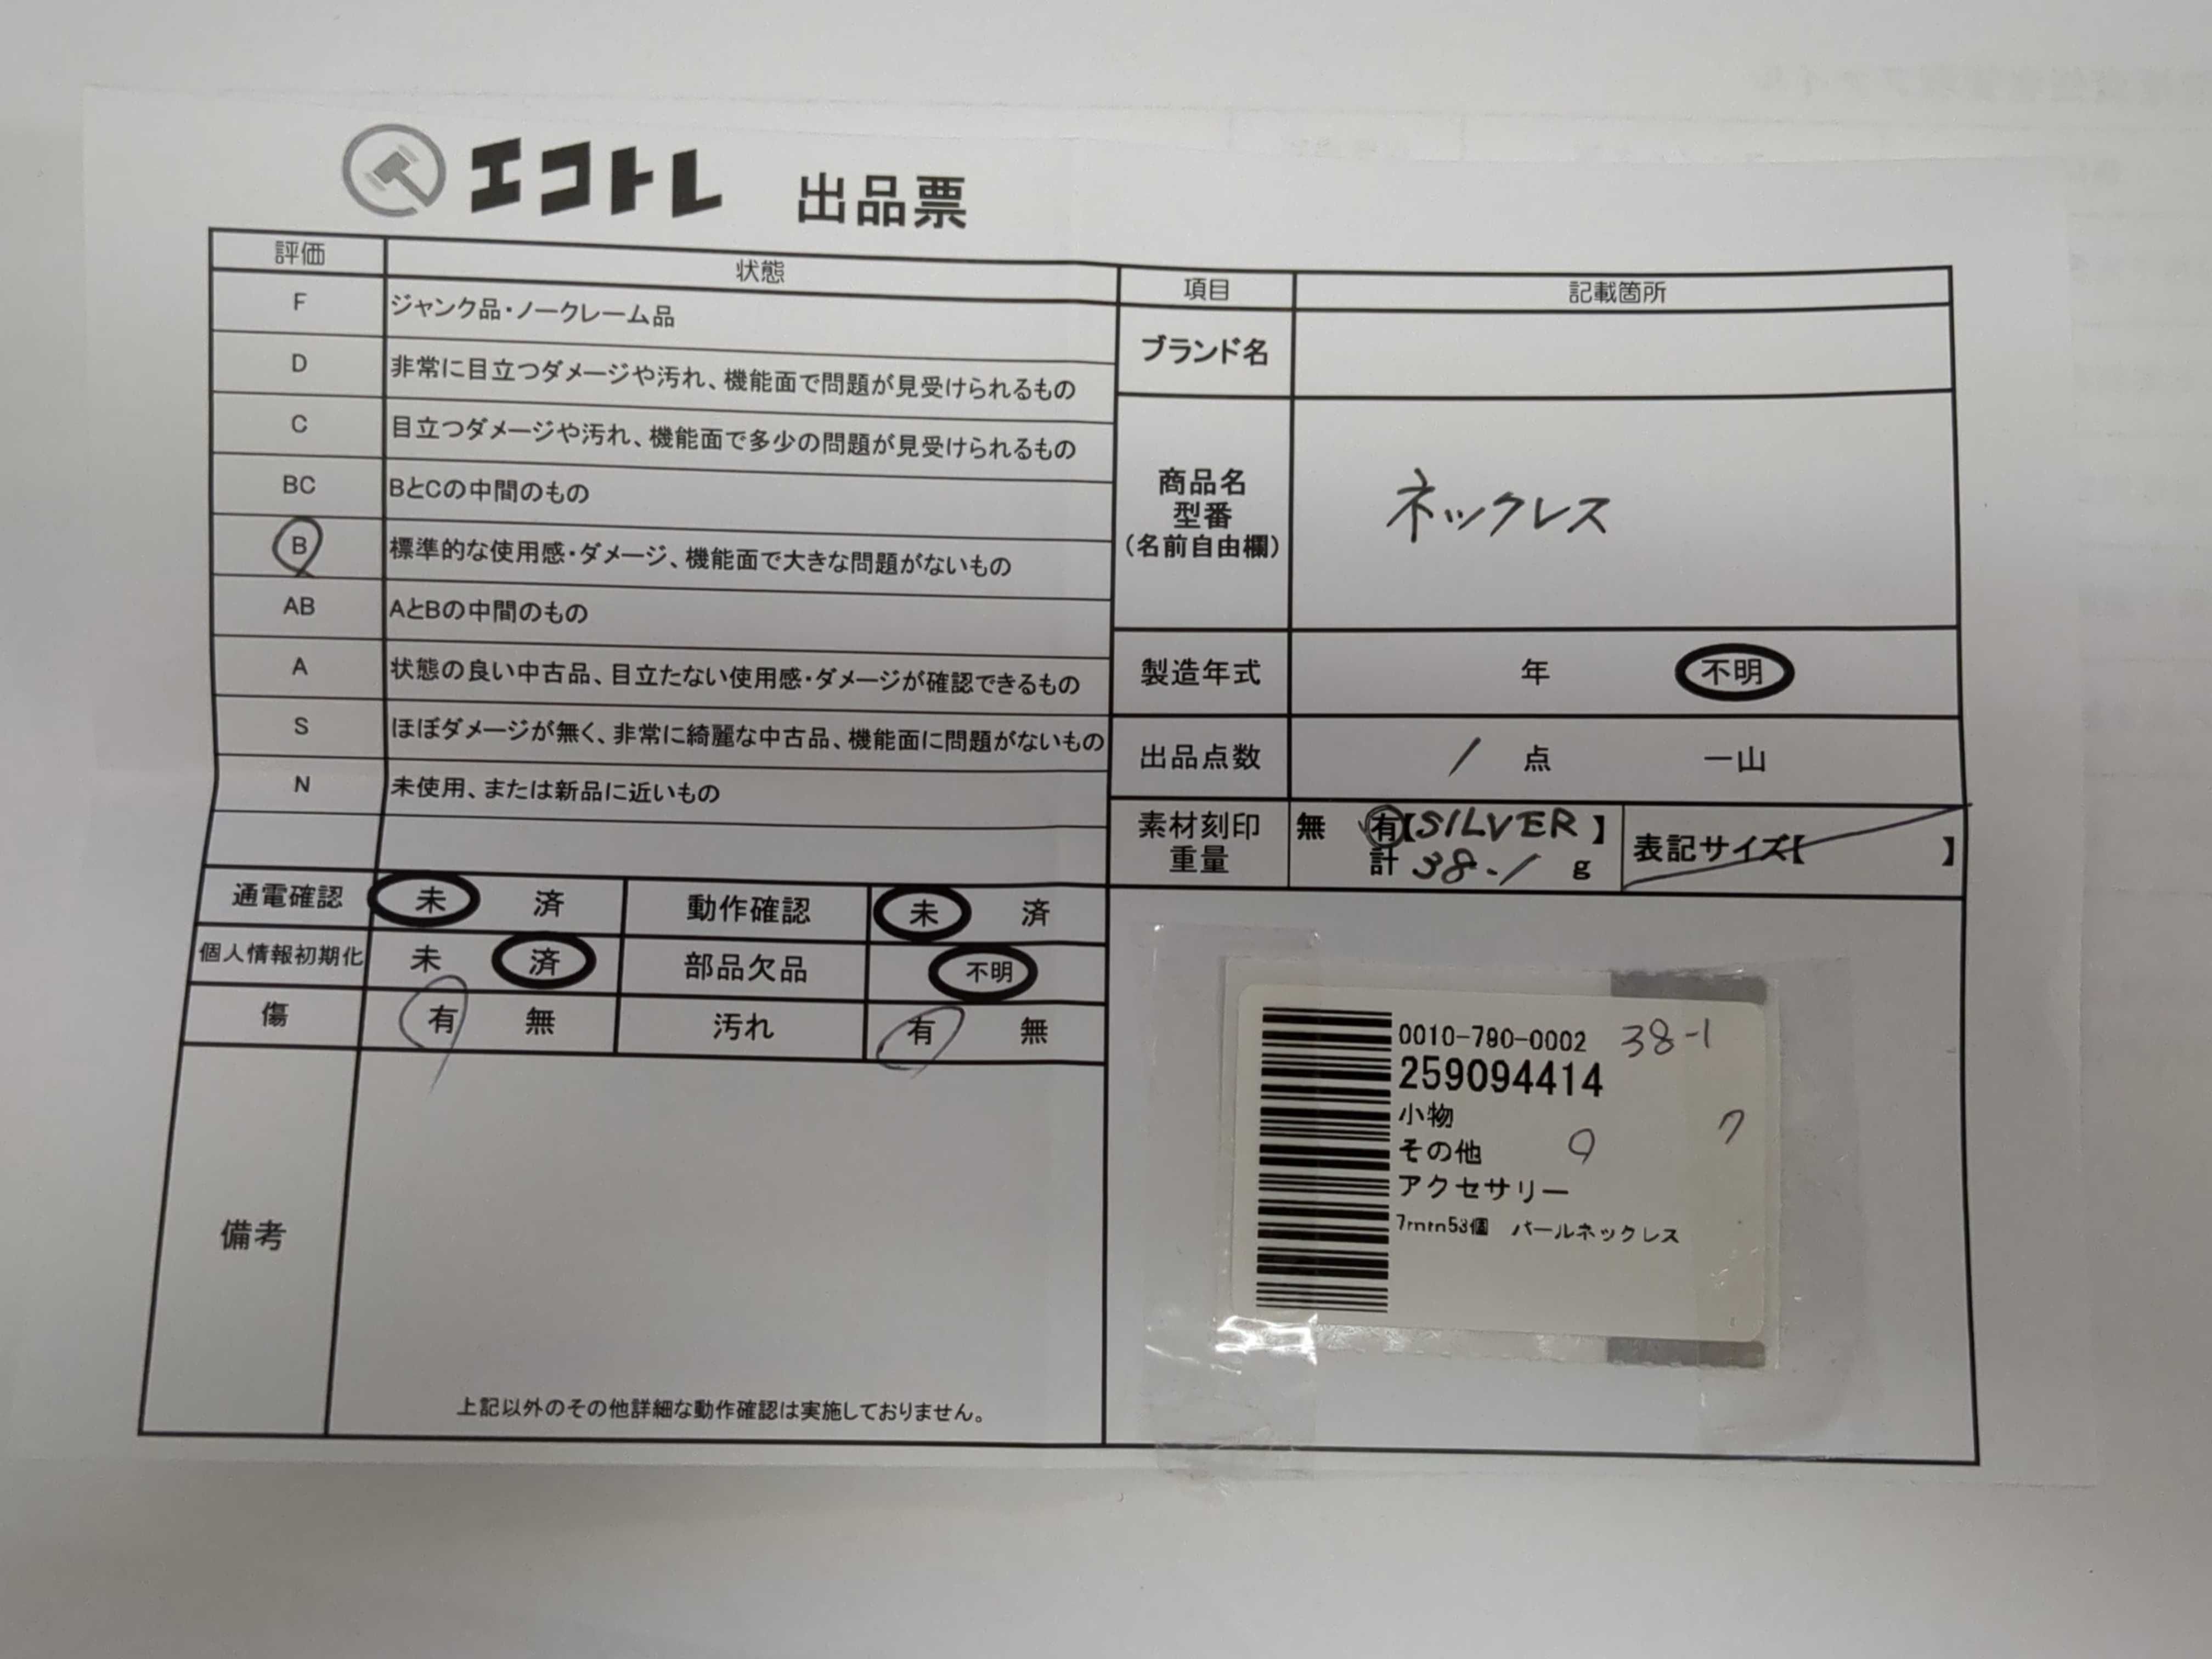 エコトレ 出品票
評価 状態
F ジャンク品・ノークレーム品
D 非常に目立つダメージや汚れ、機能面で問題が見受けられるもの
C 目立つダメージや汚れ、機能面で多少の問題が見受けられるもの
BC BとCの中間のもの
B 標準的な使用感・ダメージ、機能面で大きな問題がないもの
AB AとBの中間のもの
A 状態の良い中古品、目立たない使用感・ダメージが確認できるもの
S ほぼダメージが無く、非常に綺麗な中古品、機能面に問題がないもの
N 未使用、または新品に近いもの
通電確認 未 済 動作確認 未 済
個人情報初期化 未 済 部品欠品 不明
傷 有 無 汚れ 有 無
備考
上記以外のその他詳細な動作確認は実施しておりません。
項目 記載箇所
ブランド名
商品名
型番
(名前自由欄)
ネックレス
製造年式 年 不明
出品点数 1 点 一山
素材刻印 無 有【SILVER】
重量 計 38.1 g
表記サイズ【 】
0010-790-0002 38-1
259094414
小物
その他
アクセサリー
7mm53個 パールネックレス